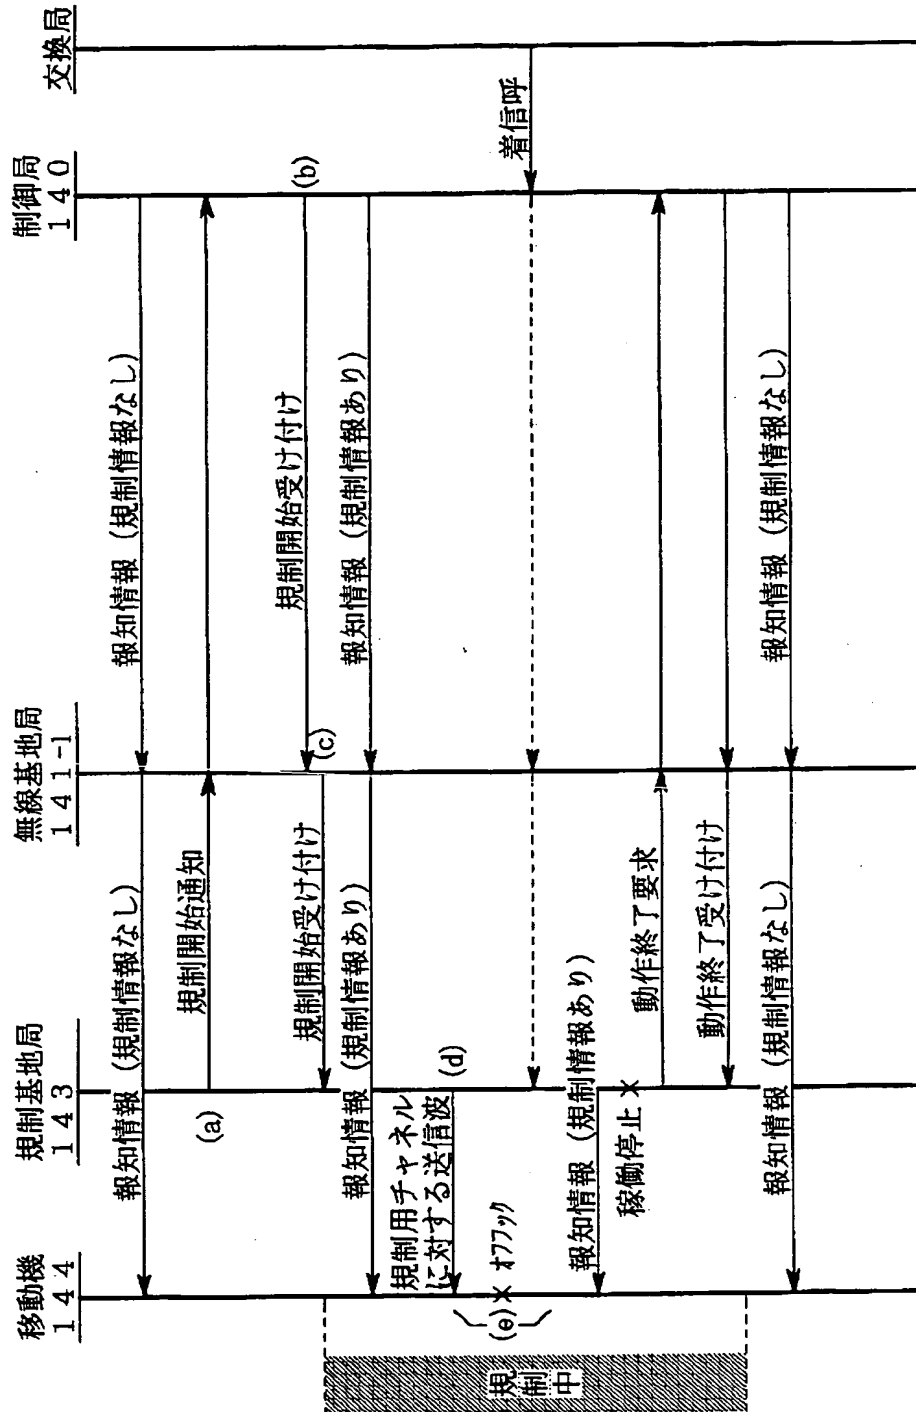 移動機
１４４
規制基地局
１４３
無線基地局
１４１-１
制御局
１４０
交換局
報知情報（規制情報なし）
報知情報（規制情報なし）
(a)
規制開始通知
規制開始受け付け
(b)
規制開始受け付け
(c)
報知情報（規制情報あり）
報知情報（規制情報あり）
規制用チャネル
に対する送信波
(d)
オフフック
(e)
着信呼
報知情報（規制情報あり）
稼働停止
動作終了要求
動作終了受け付け
報知情報（規制情報なし）
報知情報（規制情報なし）
規制中